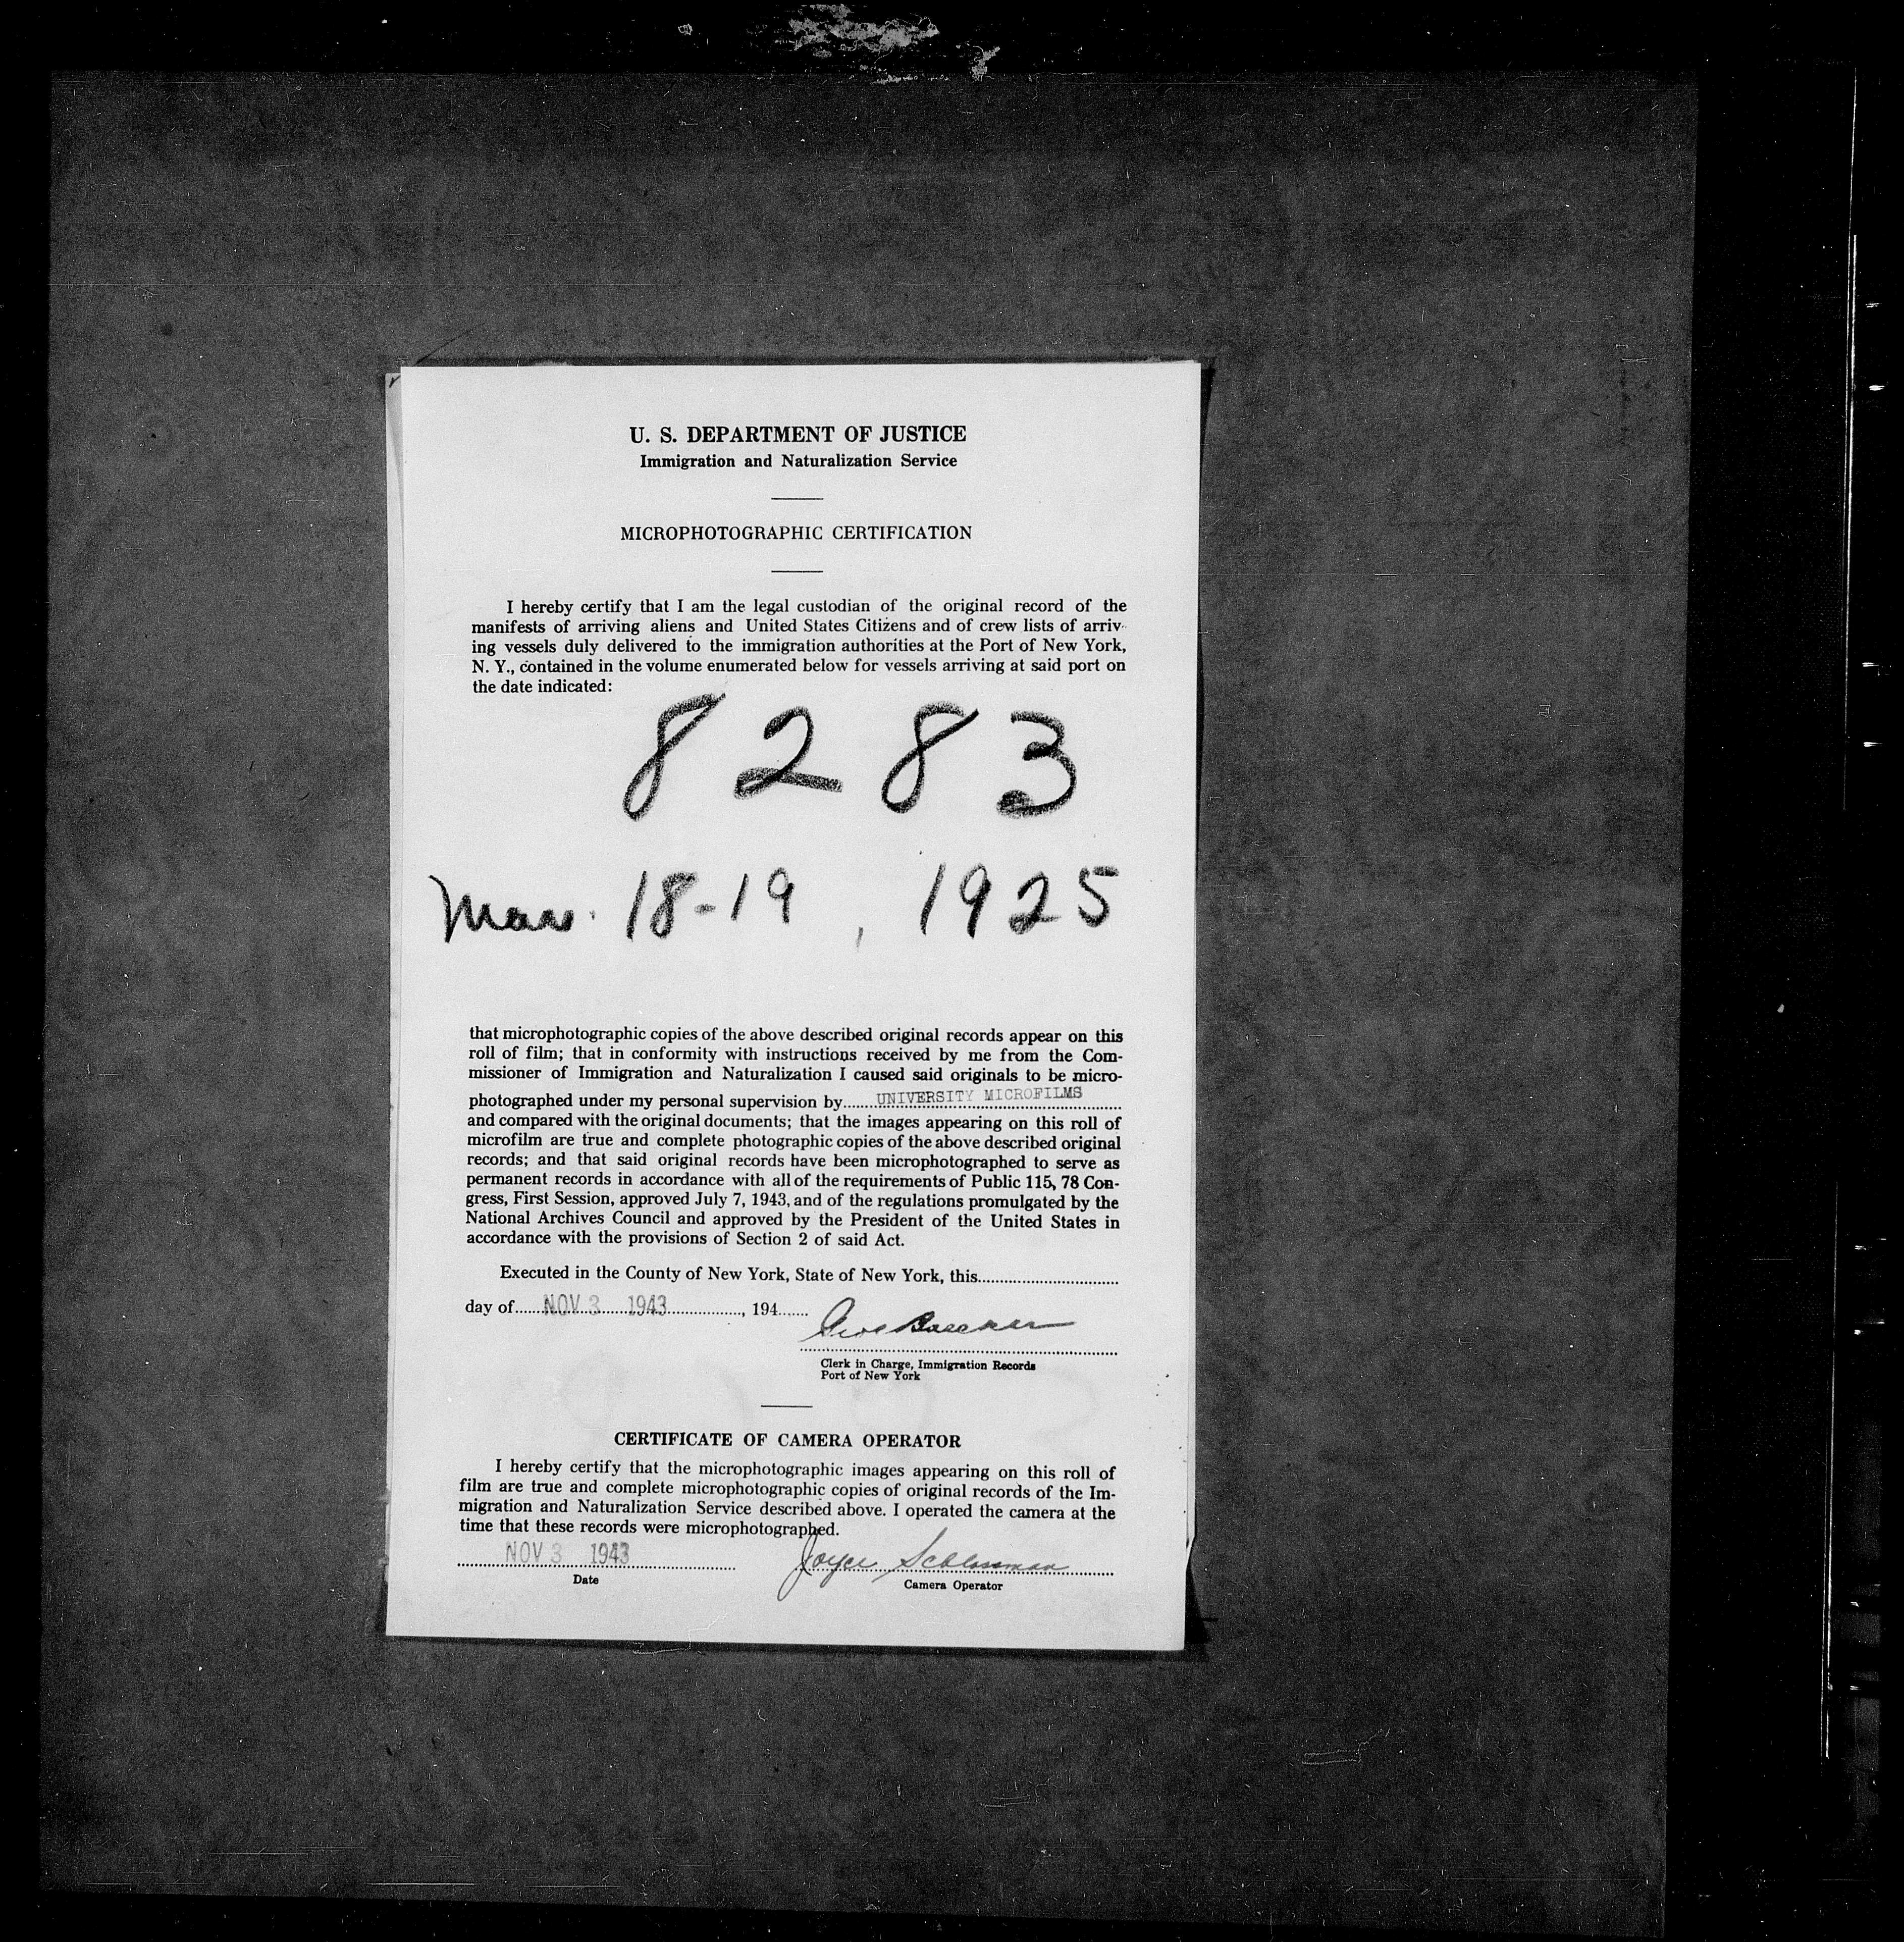 U. S. DEPARTMENT OF JUSTICE
Immigration and Naturalization Service
MICROPHOTOGRAPHIC CERTIFICATION
I hereby certify that I am the legal custodian of the original record of the
manifests of arriving aliens and United States Citizens and of crew lists of arriv-
ing vessels duly delivered to the immigration authorities at the Port of New York,
N. Y., contained in the volume enumerated below for vessels arriving at said port on
the date indicated:
8283
Mar. 18-19, 1925
that microphotographic copies of the above described original records appear on this
roll of film; that in conformity with instructions received by me from the Com-
missioner of Immigration and Naturalization I caused said originals to be micro-
photographed under my personal supervision by UNIVERSITY MICROFILMS
and compared with the original documents; that the images appearing on this roll of
microfilm are true and complete photographic copies of the above described original
records; and that said original records have been microphotographed to serve as
permanent records in accordance with all of the requirements of Public 115, 78 Con-
gress, First Session, approved July 7, 1943, and of the regulations promulgated by the
National Archives Council and approved by the President of the United States in
accordance with the provisions of Section 2 of said Act.
Executed in the County of New York, State of New York, this
day of NOV 3 1943, 194
Clerk in Charge, Immigration Records
Port of New York
CERTIFICATE OF CAMERA OPERATOR
I hereby certify that the microphotographic images appearing on this roll of
film are true and complete microphotographic copies of original records of the Im-
migration and Naturalization Service described above. I operated the camera at the
time that these records were microphotographed.
NOV 3 1943 Joyce
Date Camera Operator